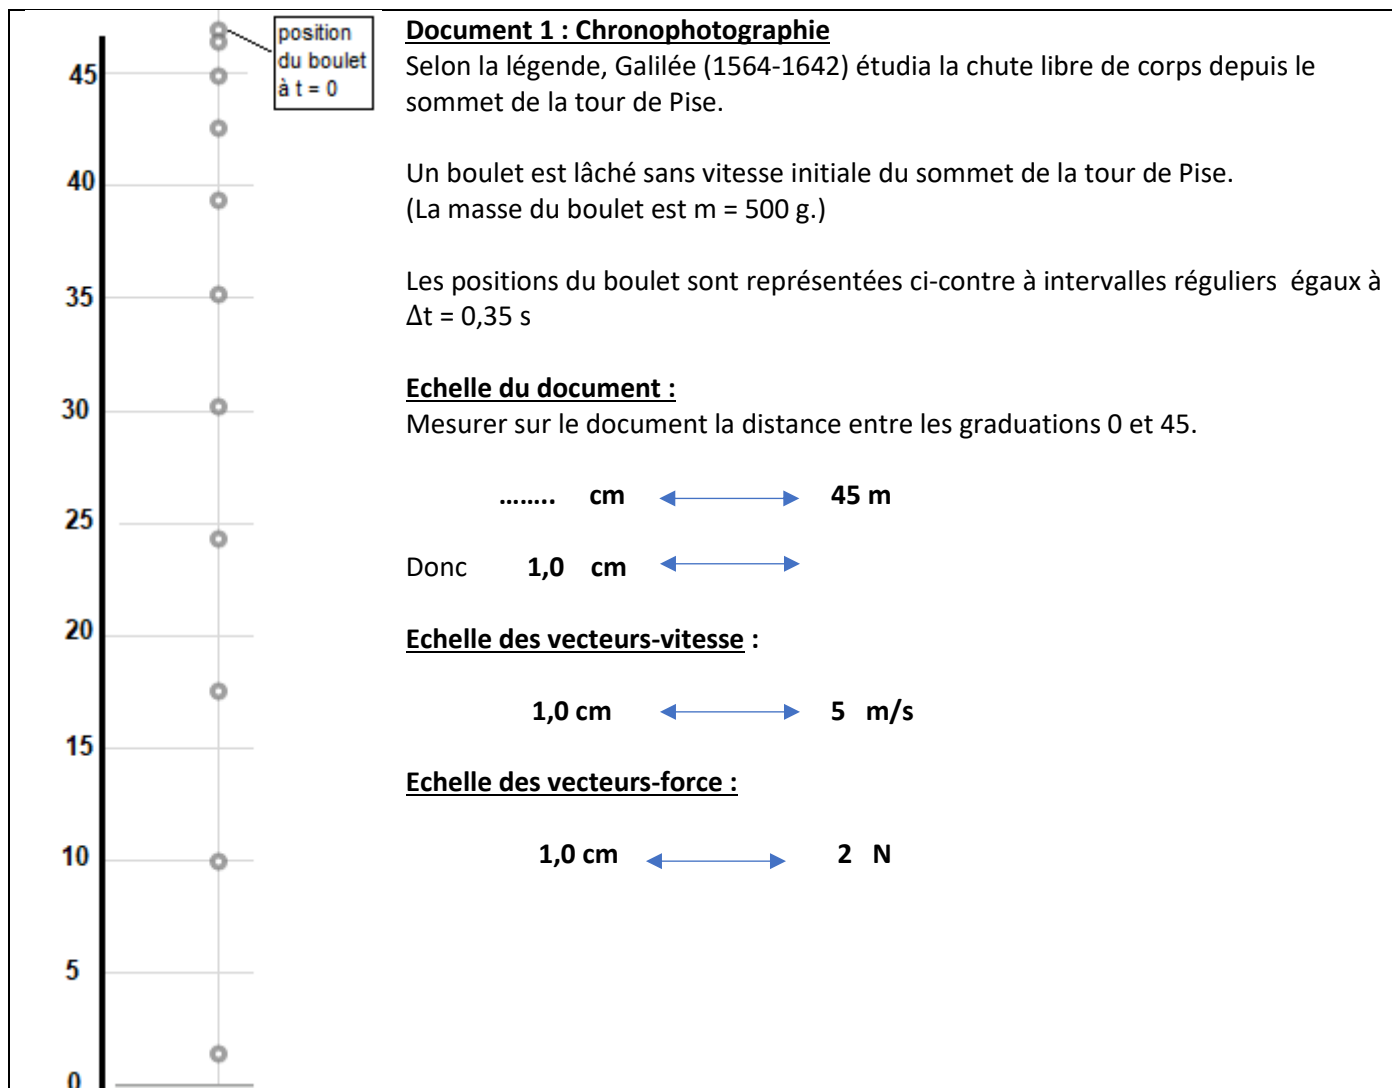 position
du boulet
à t = 0
45
40
35
30
25
20
15
10
5
0
Document 1 : Chronophotographie
Selon la légende, Galilée (1564-1642) étudia la chute libre de corps depuis le
sommet de la tour de Pise.
Un boulet est lâché sans vitesse initiale du sommet de la tour de Pise.
(La masse du boulet est m = 500 g.)
Les positions du boulet sont représentées ci-contre à intervalles réguliers  égaux à
Δt = 0,35 s
Echelle du document :
Mesurer sur le document la distance entre les graduations 0 et 45.
........ cm 45 m
Donc 1,0 cm
Echelle des vecteurs-vitesse :
1,0 cm 5 m/s
Echelle des vecteurs-force :
1,0 cm 2 N